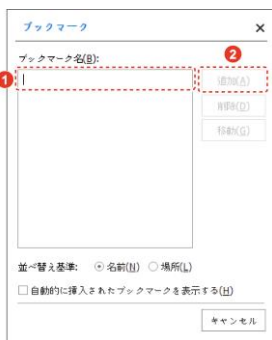 ブックマーク
2
ブックマーク名(B):
1
追加(A)
削除(D)
移動(G)
並べ替え基準: 名前(N) 場所(L)
自動的に挿入されたブックマークを表示する(H)
キャンセル